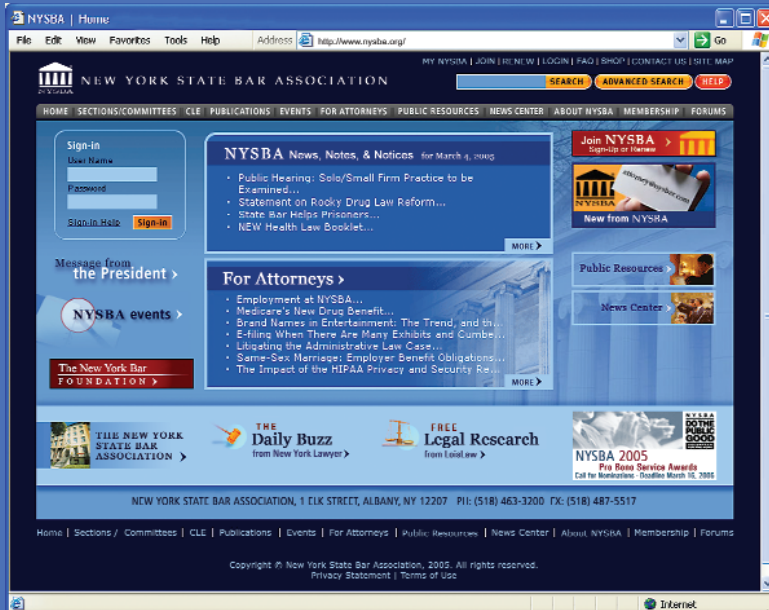 NYSBA | Home
File Edit View Favorites Tools Help Address http://www.nysba.org/ Go
MY NYSBA | JOIN | RENEW | LOGIN | FAQ | SHOP | CONTACT US | SITE MAP
NYSBA
NEW YORK STATE BAR ASSOCIATION
SEARCH ADVANCED SEARCH HELP
HOME SECTIONS/COMMITTEES CLE PUBLICATIONS EVENTS FOR ATTORNEYS PUBLIC RESOURCES NEWS CENTER ABOUT NYSBA MEMBERSHIP FORUMS
Sign-in
User Name
Password
Sign-in Help Sign-in
Message from
the President >
NYSBA events >
The New York Bar
FOUNDATION >
NYSBA News, Notes, & Notices for March 4, 2005
• Public Hearing: Solo/Small Firm Practice to be
Examined...
• Statement on Rocky Drug Law Reform...
• State Bar Helps Prisoners...
• NEW Health Law Booklet...
MORE >
For Attorneys >
• Employment at NYSBA...
• Medicare's New Drug Benefit...
• Brand Names in Entertainment: The Trend, and th...
• E-filing When There Are Many Exhibits and Cumbe...
• Litigating the Administrative Law Case...
• Same-Sex Marriage: Employer Benefit Obligations...
• The Impact of the HIPAA Privacy and Security Re...
MORE >
Join NYSBA >
Sign-Up or Renew
attorney@nysbar.com
NYSBA
New from NYSBA
Public Resources >
News Center >
THE NEW YORK
STATE BAR
ASSOCIATION >
THE
Daily Buzz
from New York Lawyer >
FREE
Legal Research
from LoisLaw >
NYSBA
DO THE
PUBLIC
GOOD
NYSBA 2005
Pro Bono Service Awards
Call for Nominations - Deadline March 16, 2005
NEW YORK STATE BAR ASSOCIATION, 1 ELK STREET, ALBANY, NY 12207 PH: (518) 463-3200 FX: (518) 487-5517
Home | Sections / Committees | CLE | Publications | Events | For Attorneys | Public Resources | News Center | About NYSBA | Membership | Forums
Copyright © New York State Bar Association, 2005. All rights reserved.
Privacy Statement | Terms of Use
Internet